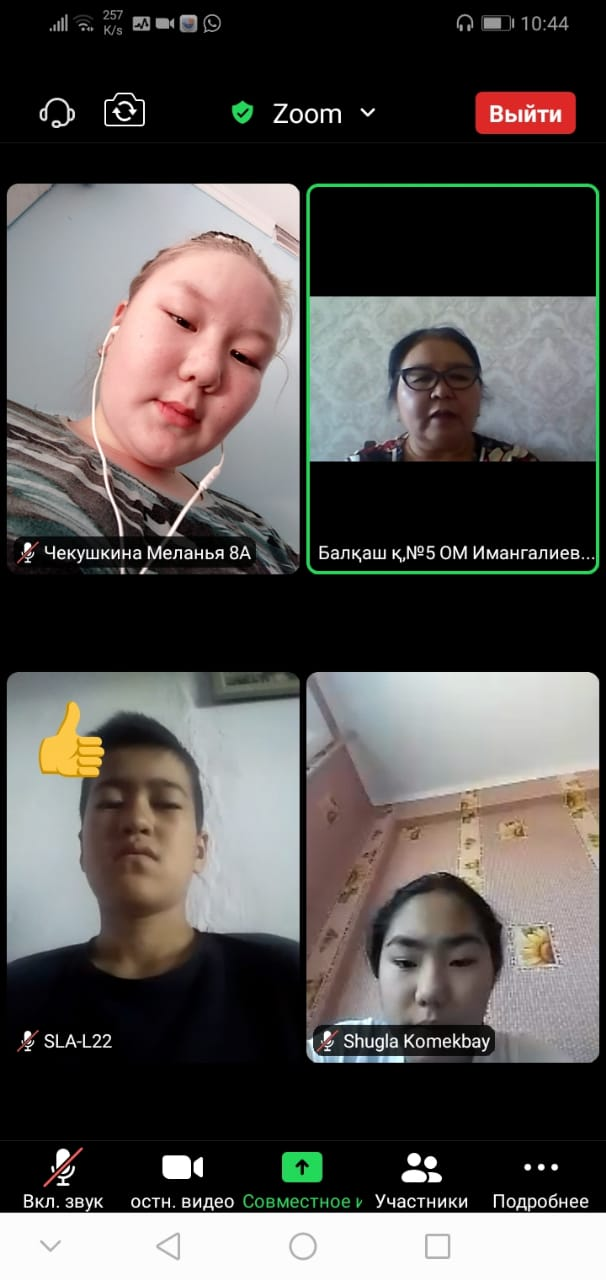 257
K/s
10:44
Zoom
Выйти
Чекушкина Меланья 8А
Балқаш қ,№5 ОМ Имангалиев...
SLA-L22
Shugla Komekbay
Вкл. звук
остн. видео
Совместное и
Участники
Подробнее